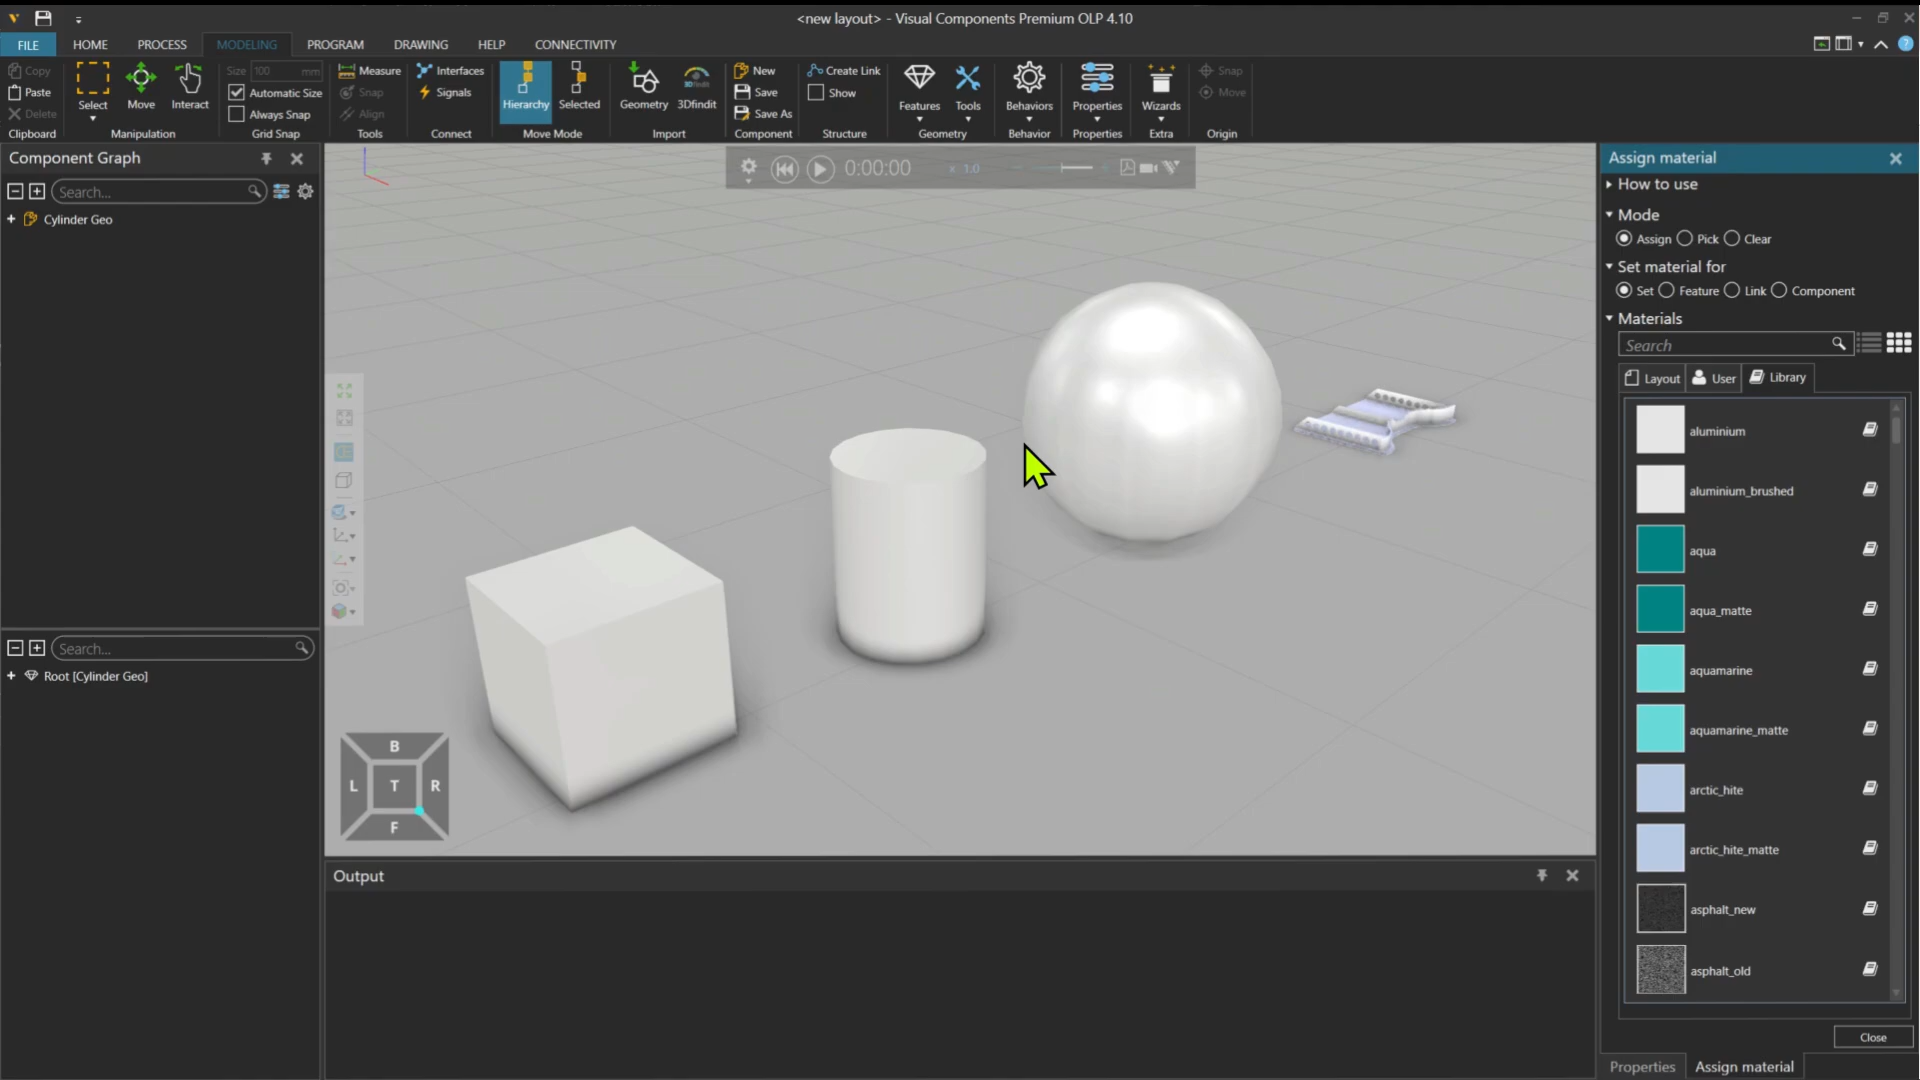 <new layout> - Visual Components Premium OLP 4.10
FILE HOME PROCESS MODELING PROGRAM DRAWING HELP CONNECTIVITY
Copy
Paste
Delete
Clipboard
Select Move Interact
Manipulation
Size 100 mm
Automatic Size
Always Snap
Grid Snap
Measure
Snap
Align
Tools
Interfaces
Signals
Connect
Hierarchy Selected
Move Mode
Geometry 3Dfindit
Import
New
Save
Save As
Component
Create Link
Show
Structure
Features Tools
Geometry
Behaviors
Behavior
Properties
Properties
Wizards
Extra
Snap
Move
Origin
Component Graph
Search...
Cylinder Geo
Search...
Root [Cylinder Geo]
0:00:00 x 1.0
B
L T R
F
Output
Assign material
How to use
Mode
Assign Pick Clear
Set material for
Set Feature Link Component
Materials
Search
Layout User Library
aluminium
aluminium_brushed
aqua
aqua_matte
aquamarine
aquamarine_matte
arctic_hite
arctic_hite_matte
asphalt_new
asphalt_old
Close
Properties Assign material